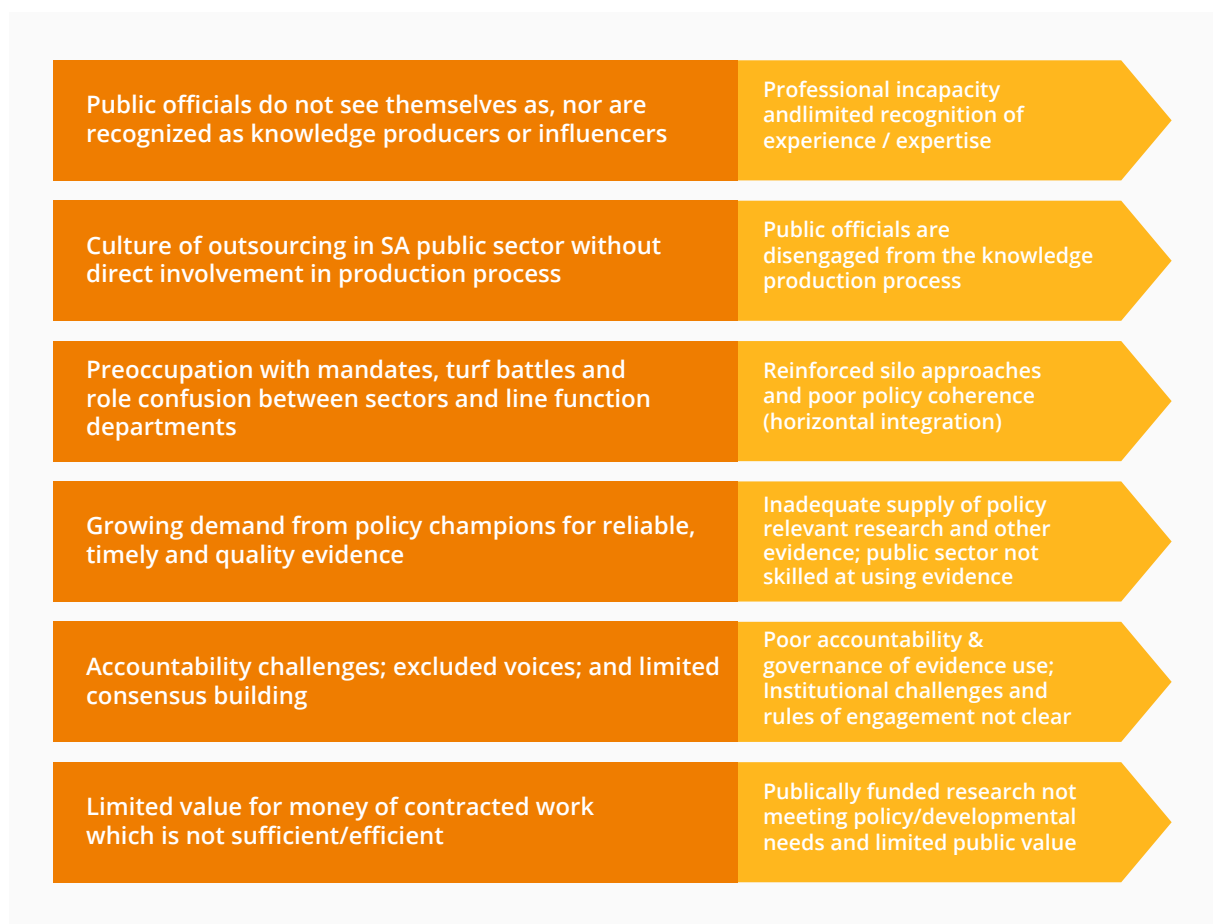 Public officials do not see themselves as, nor are
recognized as knowledge producers or influencers
Professional incapacity
andlimited recognition of
experience / expertise
Culture of outsourcing in SA public sector without
direct involvement in production process
Public officials are
disengaged from the knowledge
production process
Preoccupation with mandates, turf battles and
role confusion between sectors and line function
departments
Reinforced silo approaches
and poor policy coherence
(horizontal integration)
Growing demand from policy champions for reliable,
timely and quality evidence
Inadequate supply of policy
relevant research and other
evidence; public sector not
skilled at using evidence
Accountability challenges; excluded voices; and limited
consensus building
Poor accountability &
governance of evidence use;
Institutional challenges and
rules of engagement not clear
Limited value for money of contracted work
which is not sufficient/efficient
Publically funded research not
meeting policy/developmental
needs and limited public value